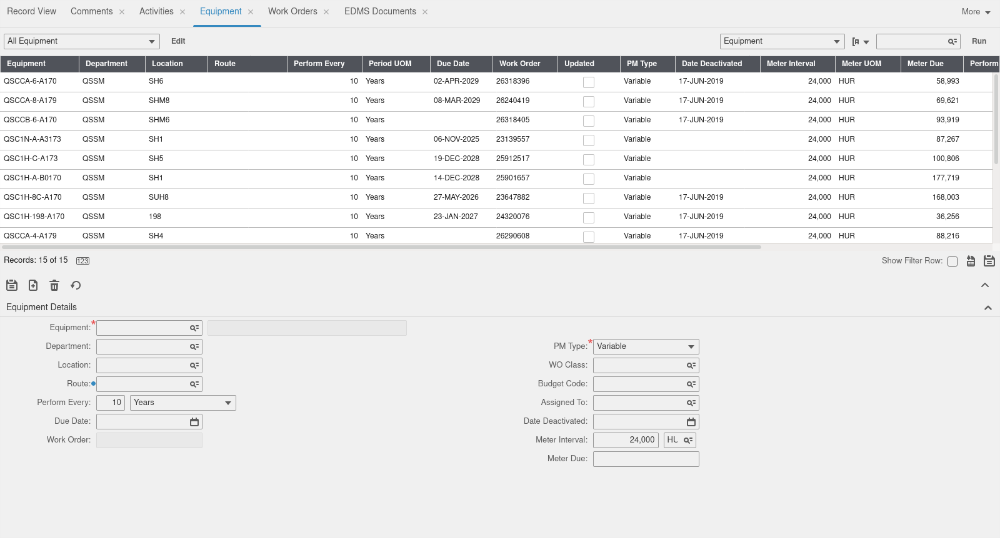 Record View Comments × Activities × Equipment × Work Orders × EDMS Documents × More
All Equipment Edit Equipment Run
Equipment Department Location Route Perform Every Period UOM Due Date Work Order Updated PM Type Date Deactivated Meter Interval Meter UOM Meter Due Perform
QSCCA-6-A170 QSSM SH6 10 Years 02-APR-2029 26318396 Variable 17-JUN-2019 24,000 HUR 58,993
QSCCA-8-A179 QSSM SHM8 10 Years 08-MAR-2029 26240419 Variable 17-JUN-2019 24,000 HUR 69,621
QSCCB-6-A170 QSSM SHM6 10 Years 26318405 Variable 17-JUN-2019 24,000 HUR 93,919
QSC1N-A-A3173 QSSM SH1 10 Years 06-NOV-2025 23139557 Variable 24,000 HUR 87,267
QSC1H-C-A173 QSSM SH5 10 Years 19-DEC-2028 25912517 Variable 24,000 HUR 100,806
QSC1H-A-B0170 QSSM SH1 10 Years 14-DEC-2028 25901657 Variable 24,000 HUR 177,719
QSC1H-8C-A170 QSSM SUH8 10 Years 27-MAY-2026 23647882 Variable 17-JUN-2019 24,000 HUR 168,003
QSC1H-198-A170 QSSM 198 10 Years 23-JAN-2027 24320076 Variable 17-JUN-2019 24,000 HUR 36,256
QSCCA-4-A179 QSSM SH4 10 Years 26290608 Variable 17-JUN-2019 24,000 HUR 88,216
Records: 15 of 15 123 Show Filter Row:
Equipment Details
Equipment:*
Department: PM Type:* Variable
Location: WO Class:
Route: Budget Code:
Perform Every: 10 Years Assigned To:
Due Date: Date Deactivated:
Work Order: Meter Interval: 24,000 HU
Meter Due: